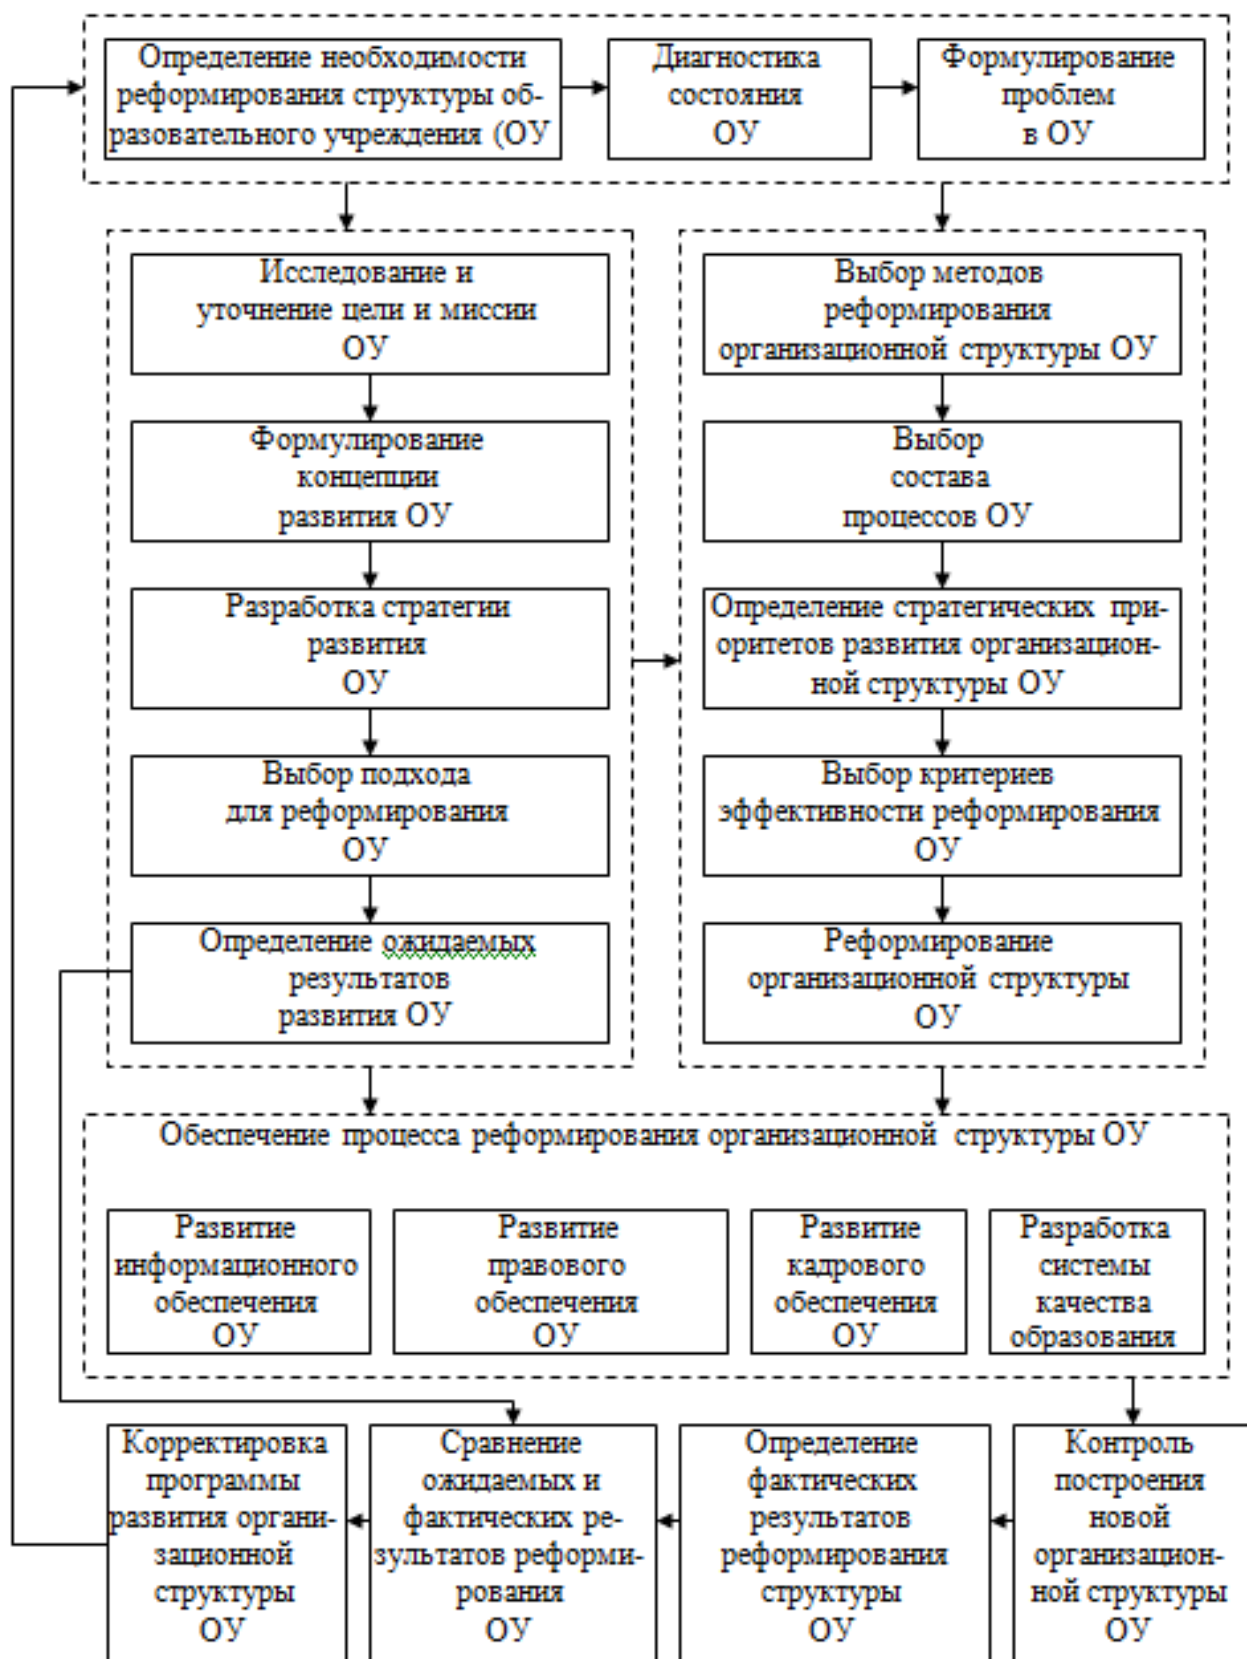 Определение необходимости
реформирования структуры об-
разовательного учреждения (ОУ
Диагностика
состояния
ОУ
Формулирование
проблем
в ОУ
Исследование и
уточнение цели и миссии
ОУ
Формулирование
концепции
развития ОУ
Разработка стратегии
развития
ОУ
Выбор подхода
для реформирования
ОУ
Определение ожидаемых
результатов
развития ОУ
Выбор методов
реформирования
организационной структуры ОУ
Выбор
состава
процессов ОУ
Определение стратегических при-
оритетов развития организацион-
ной структуры ОУ
Выбор критериев
эффективности реформирования
ОУ
Реформирование
организационной структуры
ОУ
Обеспечение процесса реформирования организационной структуры ОУ
Развитие
информационного
обеспечения
ОУ
Развитие
правового
обеспечения
ОУ
Развитие
кадрового
обеспечения
ОУ
Разработка
системы
качества
образования
Корректировка
программы
развития органи-
зационной
структуры
ОУ
Сравнение
ожидаемых и
фактических ре-
зультатов реформи-
рования
ОУ
Определение
фактических
результатов
реформирования
структуры
ОУ
Контроль
построения
новой
организацион-
ной структуры
ОУ